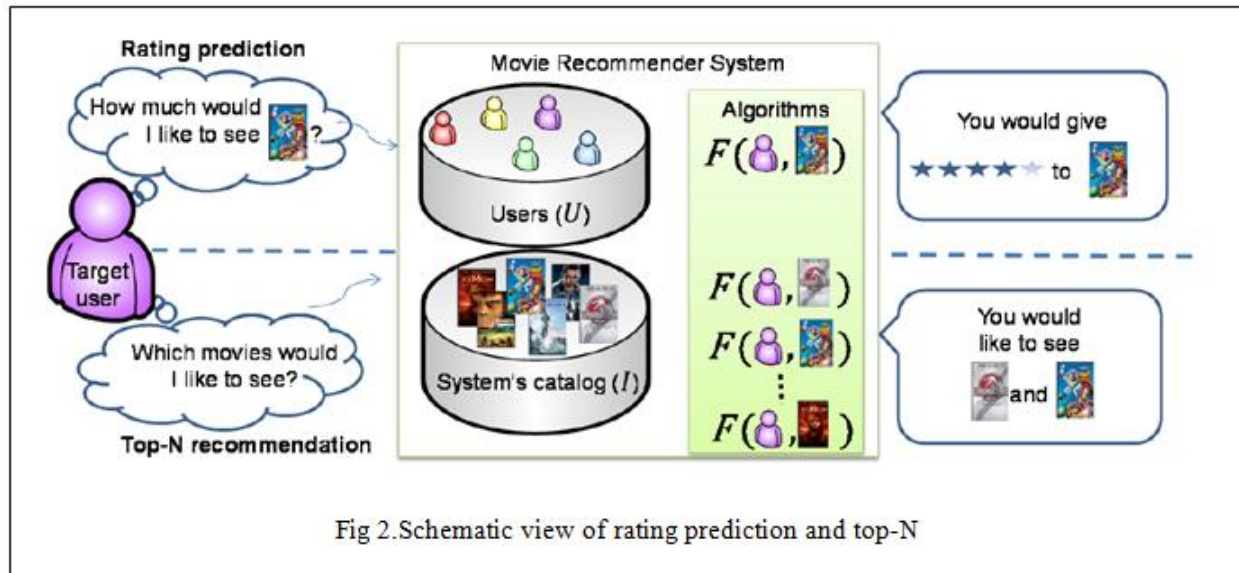 Rating prediction
How much would
I like to see ?
Target
user
Which movies would
I like to see?
Top-N recommendation
Movie Recommender System
Users (U)
System's catalog (I)
Algorithms
F( , )
F( , )
F( , )
⋮
F( , )
You would give
★★★★★ to
You would
like to see
and
Fig 2.Schematic view of rating prediction and top-N